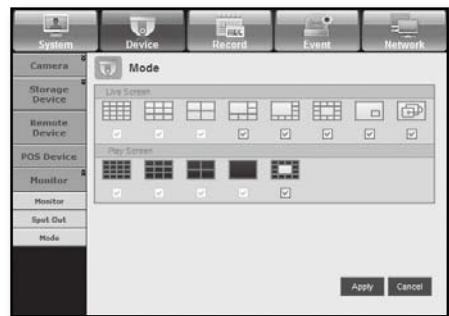 System Device Record Event Network
REC
Camera
Mode
Storage
Device
Live Screen
Remote
Device
Play Screen
POS Device
Monitor
Monitor
Spot Out
Mode
Apply Cancel